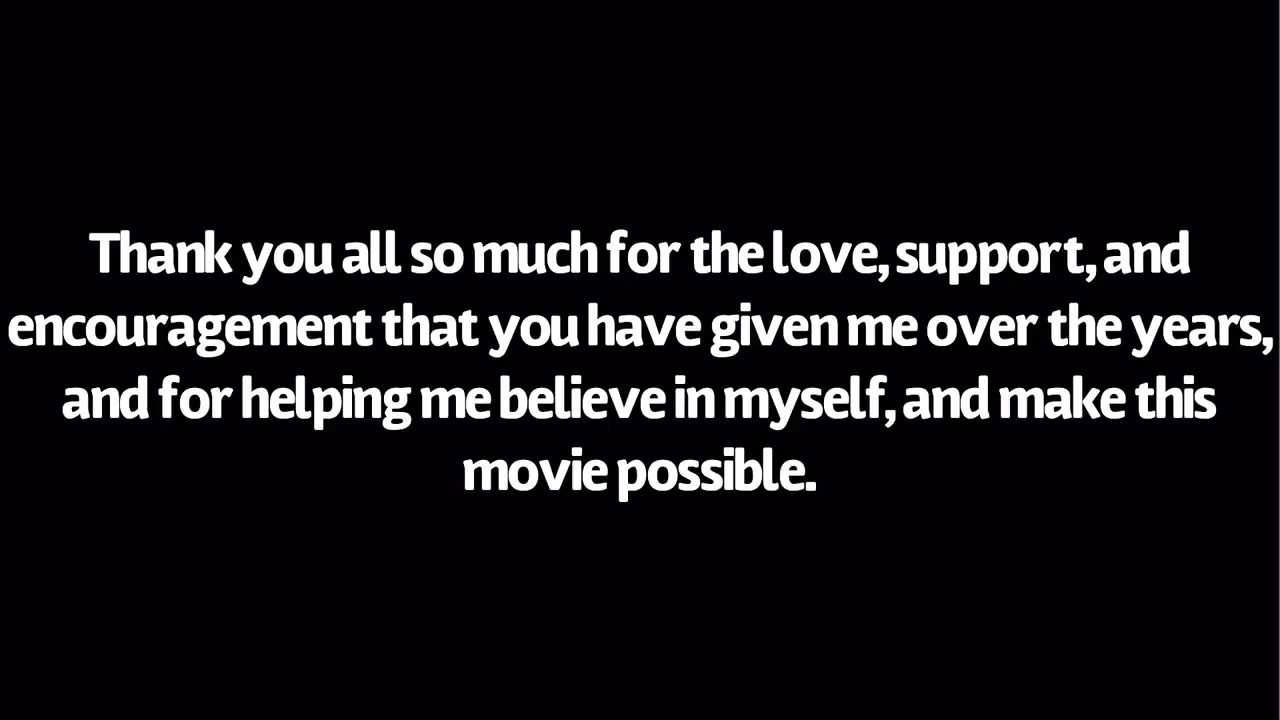 Thank you all so much for the love, support, and
encouragement that you have given me over the years,
and for helping me believe in myself, and make this
movie possible.